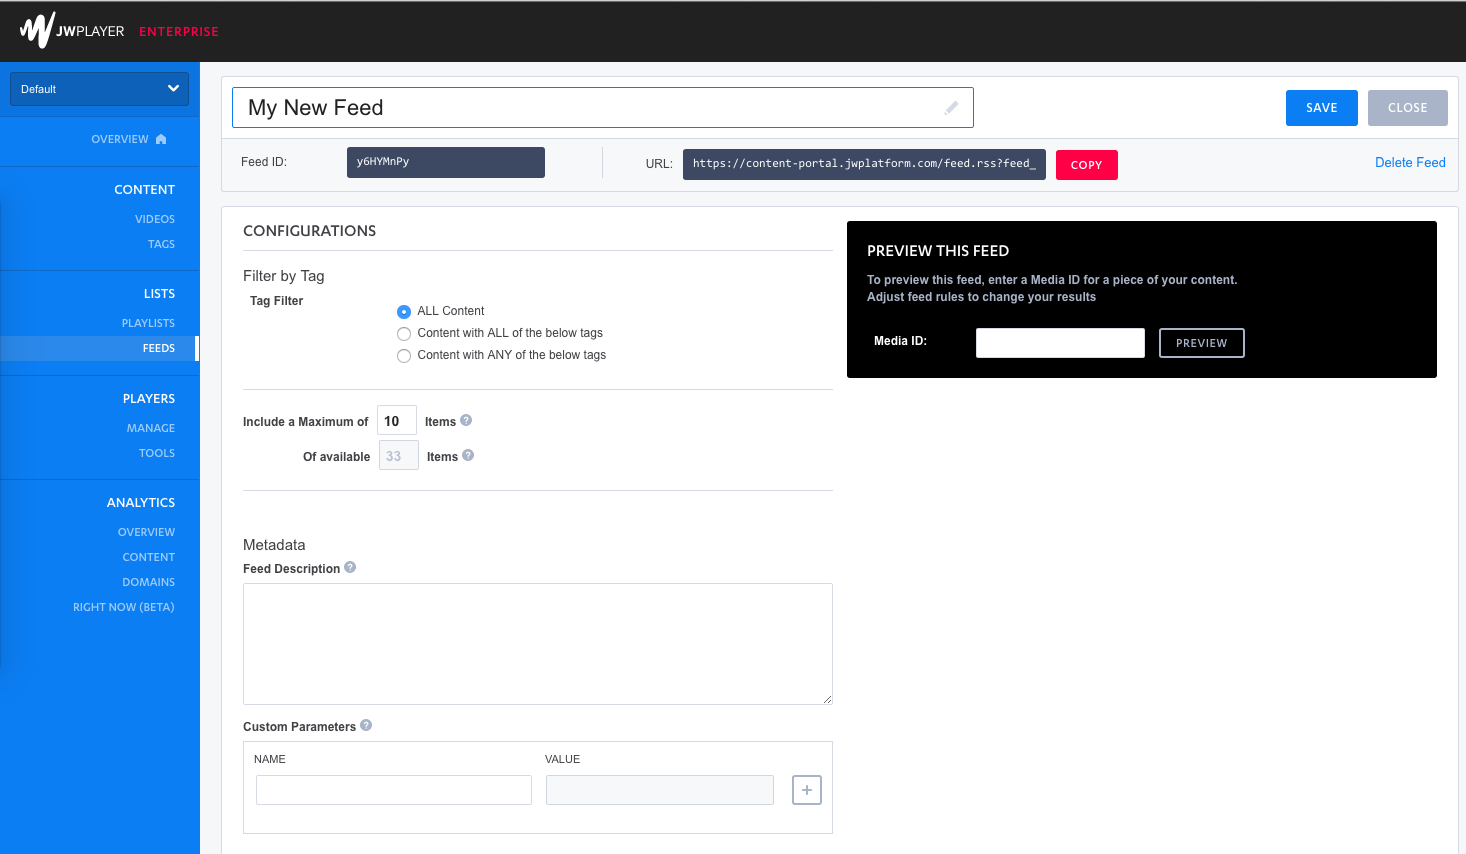 JWPLAYER ENTERPRISE
Default
OVERVIEW
CONTENT
VIDEOS
TAGS
LISTS
PLAYLISTS
FEEDS
PLAYERS
MANAGE
TOOLS
ANALYTICS
OVERVIEW
CONTENT
DOMAINS
RIGHT NOW (BETA)
My New Feed
SAVE CLOSE
Feed ID: y6HYMnPy URL: https://content-portal.jwplatform.com/feed.rss?feed_ COPY Delete Feed
CONFIGURATIONS
Filter by Tag
Tag Filter
ALL Content
Content with ALL of the below tags
Content with ANY of the below tags
Include a Maximum of 10 Items ?
Of available 33 Items ?
Metadata
Feed Description ?
Custom Parameters ?
NAME VALUE
+
PREVIEW THIS FEED
To preview this feed, enter a Media ID for a piece of your content.
Adjust feed rules to change your results
Media ID: PREVIEW